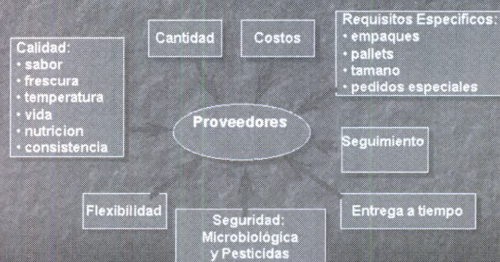 Requisitos Especificos:
• empaques
• pallets
• tamano
• pedidos especiales
Cantidad
Costos
Calidad:
• sabor
• frescura
• temperatura
• vida
• nutricion
• consistencia
Proveedores
Seguimiento
Flexibilidad
Seguridad:
Microbiológica
y Pesticidas
Entrega a tiempo